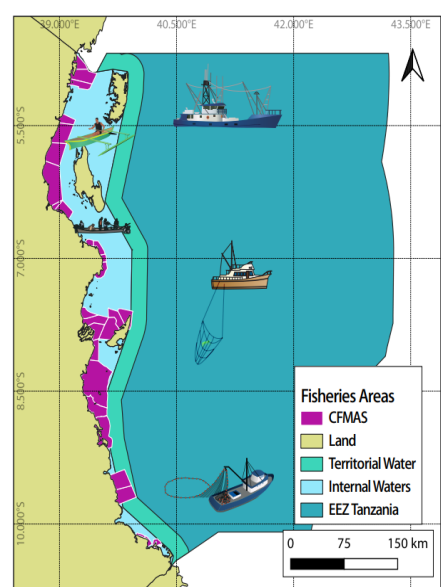 39.000°E 40.500°E 42.000°E 43.500°E
5.500°S
7.000°S
8.500°S
10.000°S
Fisheries Areas
CFMAS
Land
Territorial Water
Internal Waters
EEZ Tanzania
0 75 150 km